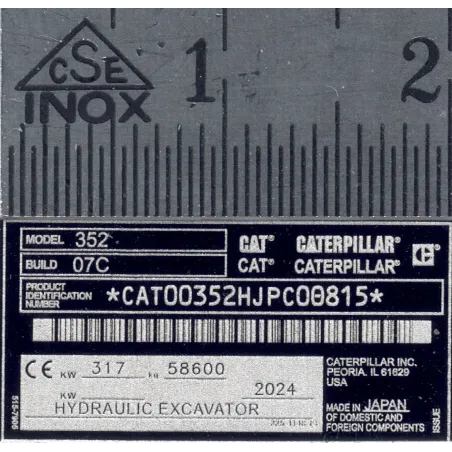 CSE
INOX
1 2
MODEL 352
CAT® CATERPILLAR®
BUILD 07C
CAT® CATERPILLAR®
PRODUCT IDENTIFICATION NUMBER
*CAT00352HJPC00815*
CE KW 317 kg 58600
KW 2024
HYDRAULIC EXCAVATOR
CATERPILLAR INC.
PEORIA, IL 61629
USA
MADE IN JAPAN
OF DOMESTIC AND
FOREIGN COMPONENTS
ISSUE